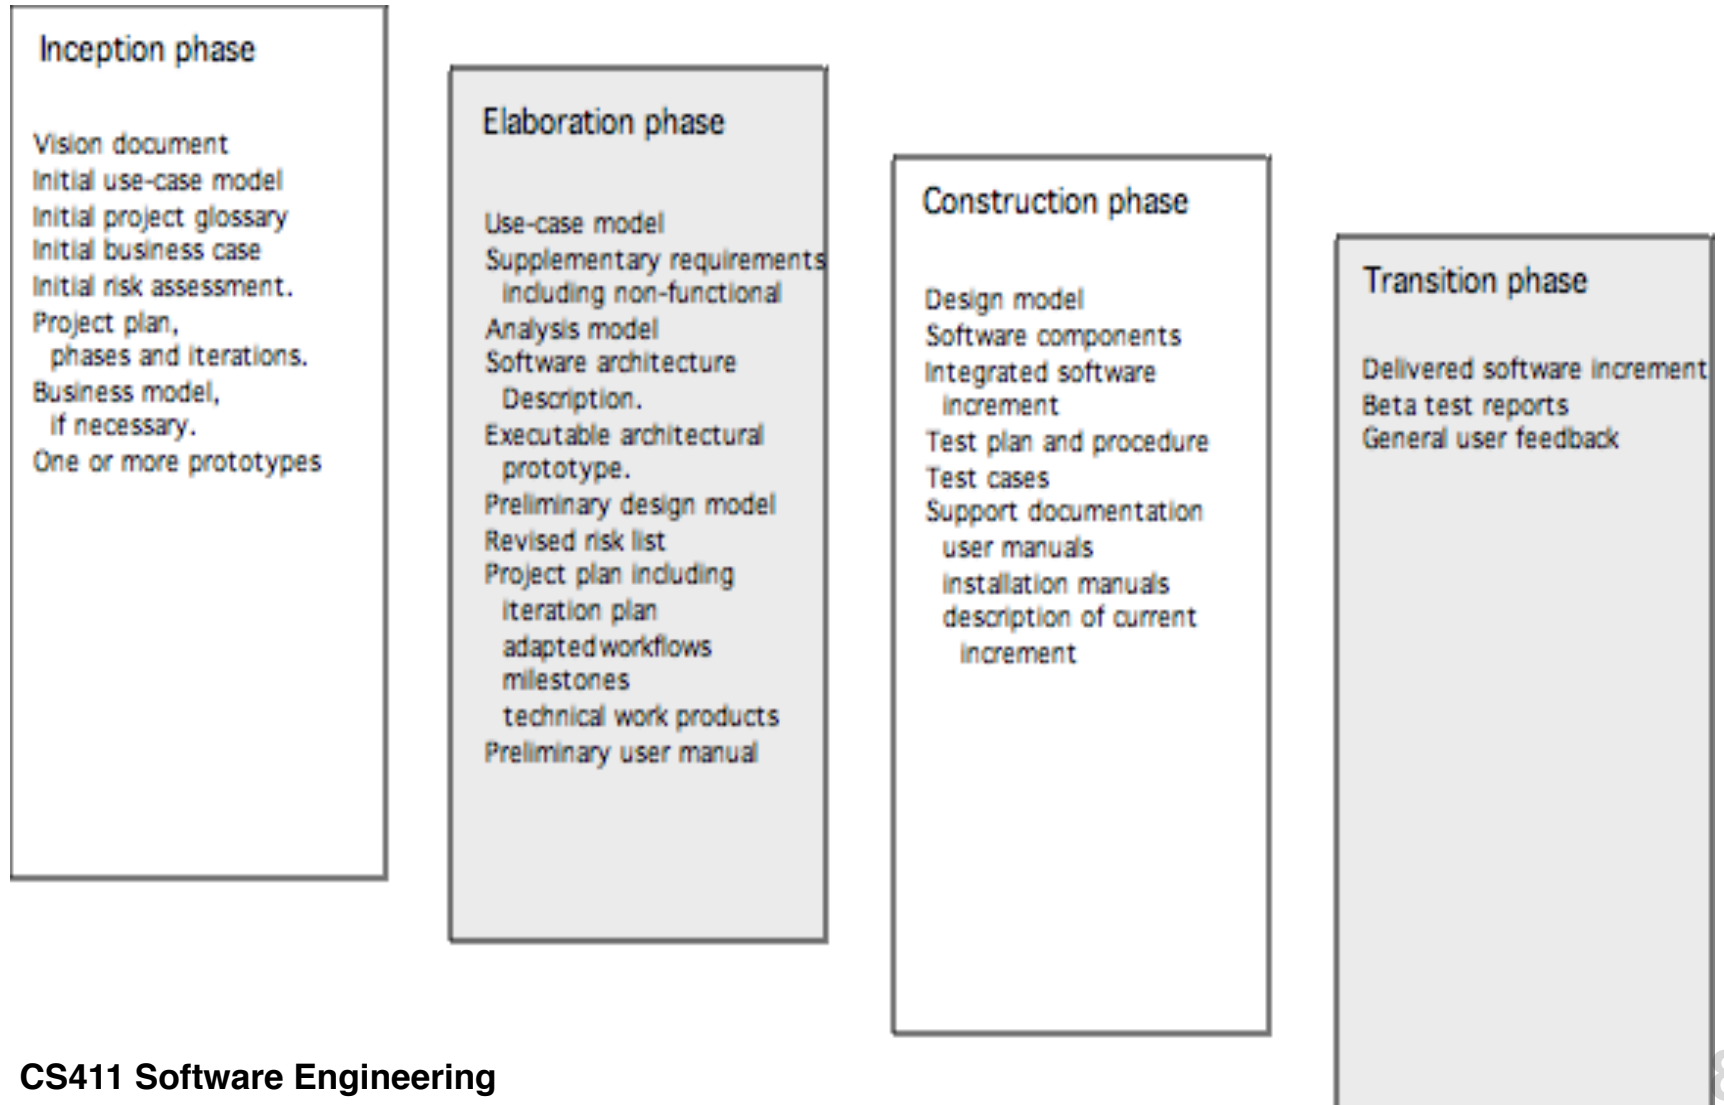 Inception phase
Vision document
Initial use-case model
Initial project glossary
Initial business case
Initial risk assessment.
Project plan,
phases and iterations.
Business model,
if necessary.
One or more prototypes
Elaboration phase
Use-case model
Supplementary requirements
including non-functional
Analysis model
Software architecture
Description.
Executable architectural
prototype.
Preliminary design model
Revised risk list
Project plan including
iteration plan
adapted workflows
milestones
technical work products
Preliminary user manual
Construction phase
Design model
Software components
Integrated software
increment
Test plan and procedure
Test cases
Support documentation
user manuals
installation manuals
description of current
increment
Transition phase
Delivered software increment
Beta test reports
General user feedback
CS411 Software Engineering